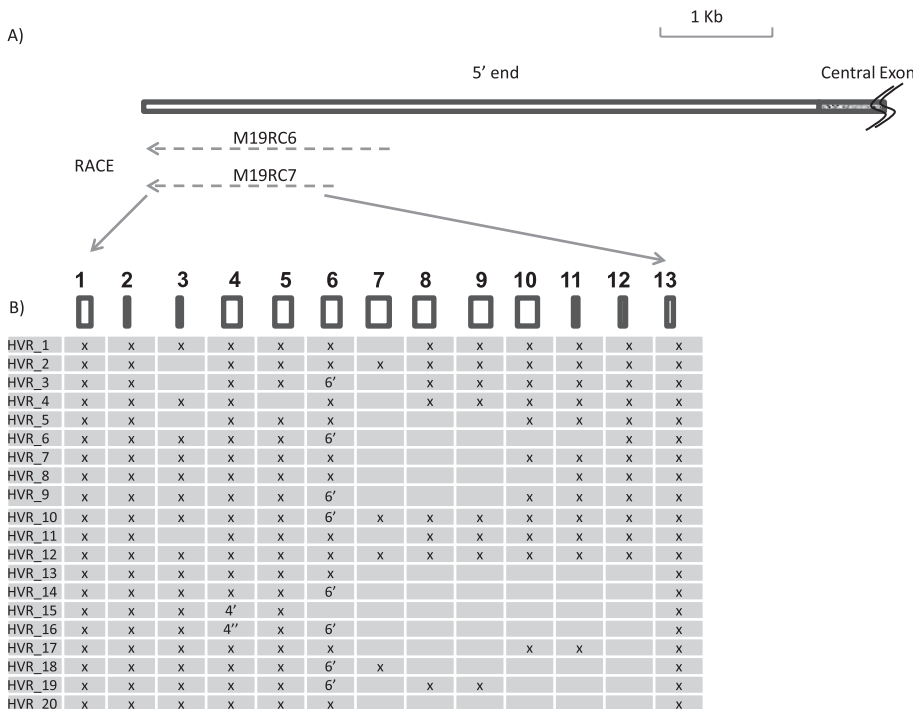 A)
1 Kb
5′ end
Central Exon
RACE
M19RC6
M19RC7
1 2 3 4 5 6 7 8 9 10 11 12 13
B)
HVR_1 x x x x x x x x x x x x
HVR_2 x x x x x x x x x x x x
HVR_3 x x x x 6′ x x x x x x
HVR_4 x x x x x x x x x x x
HVR_5 x x x x x x x x x
HVR_6 x x x x x 6′ x x
HVR_7 x x x x x x x x x x
HVR_8 x x x x x x x x x
HVR_9 x x x x x 6′ x x x x
HVR_10 x x x x x 6′ x x x x x x x
HVR_11 x x x x x x x x x x x
HVR_12 x x x x x x x x x x x x x
HVR_13 x x x x x x x
HVR_14 x x x x x 6′ x
HVR_15 x x x 4′ x x
HVR_16 x x x 4′′ x 6′ x
HVR_17 x x x x x x x x x
HVR_18 x x x x x 6′ x x
HVR_19 x x x x x 6′ x x x
HVR_20 x x x x x x x